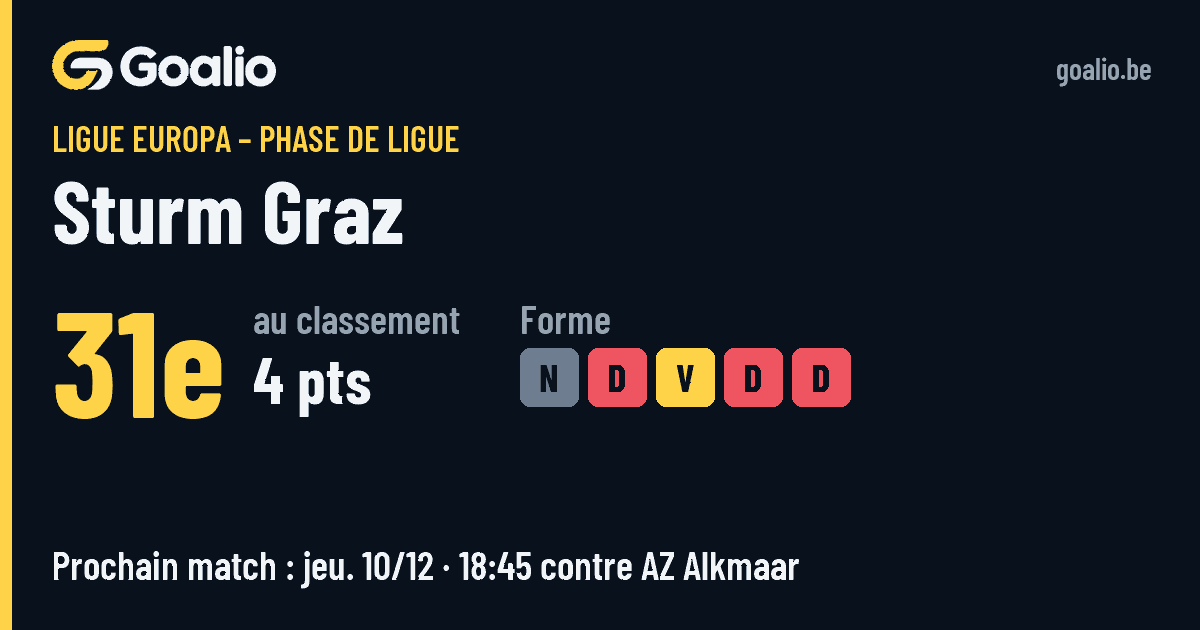 Goalio
goalio.be
LIGUE EUROPA – PHASE DE LIGUE
Sturm Graz
31e
au classement
4 pts
Forme
N D V D D
Prochain match : jeu. 10/12 · 18:45 contre AZ Alkmaar